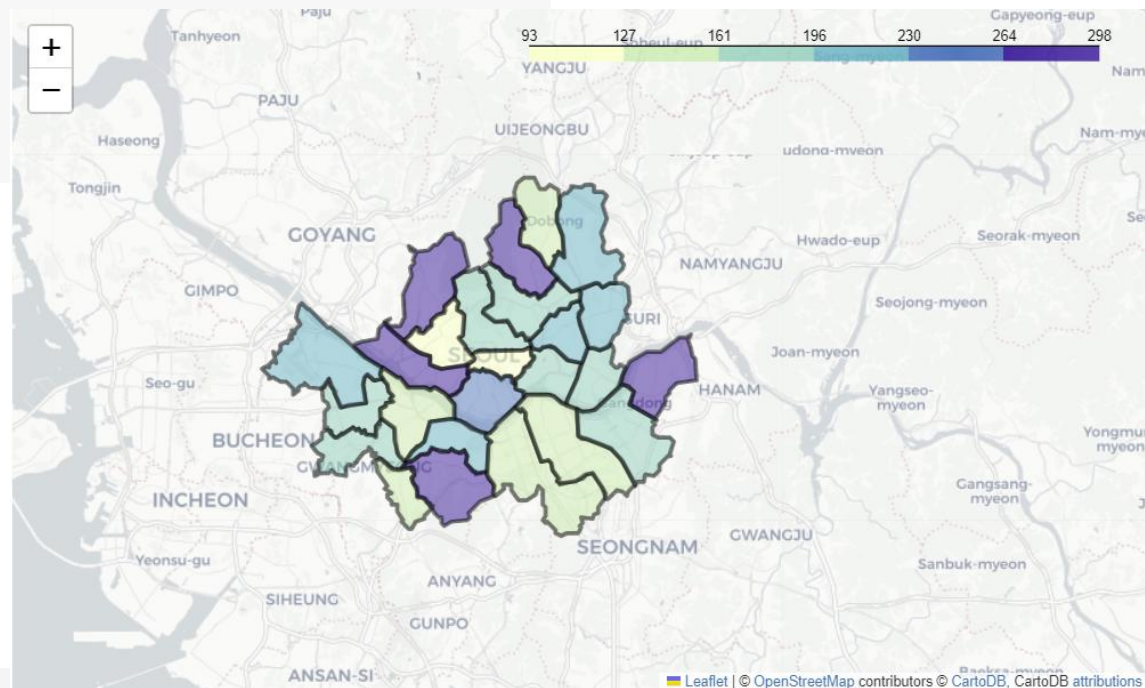 Paju
Gapyeong-eup
+
Tanhyeon
93 127 161 196 230 264 298
YANGJU
−
PAJU
UIJEONGBU
Haseong
udong-myeon
Tongjin
Dobong
GOYANG
Hwado-eup
Seorak-myeon
NAMYANGJU
GIMPO
Seojong-myeon
SEOUL
Joan-myeon
Seo-gu
HANAM
Yangseo-
myeon
BUCHEON
INCHEON
Gangsang-
myeon
GWANGJU
SEONGNAM
Yeonsu-gu
Sanbuk-myeon
ANYANG
SIHEUNG
GUNPO
ANSAN-SI
Leaflet | © OpenStreetMap contributors © CartoDB, CartoDB attributions